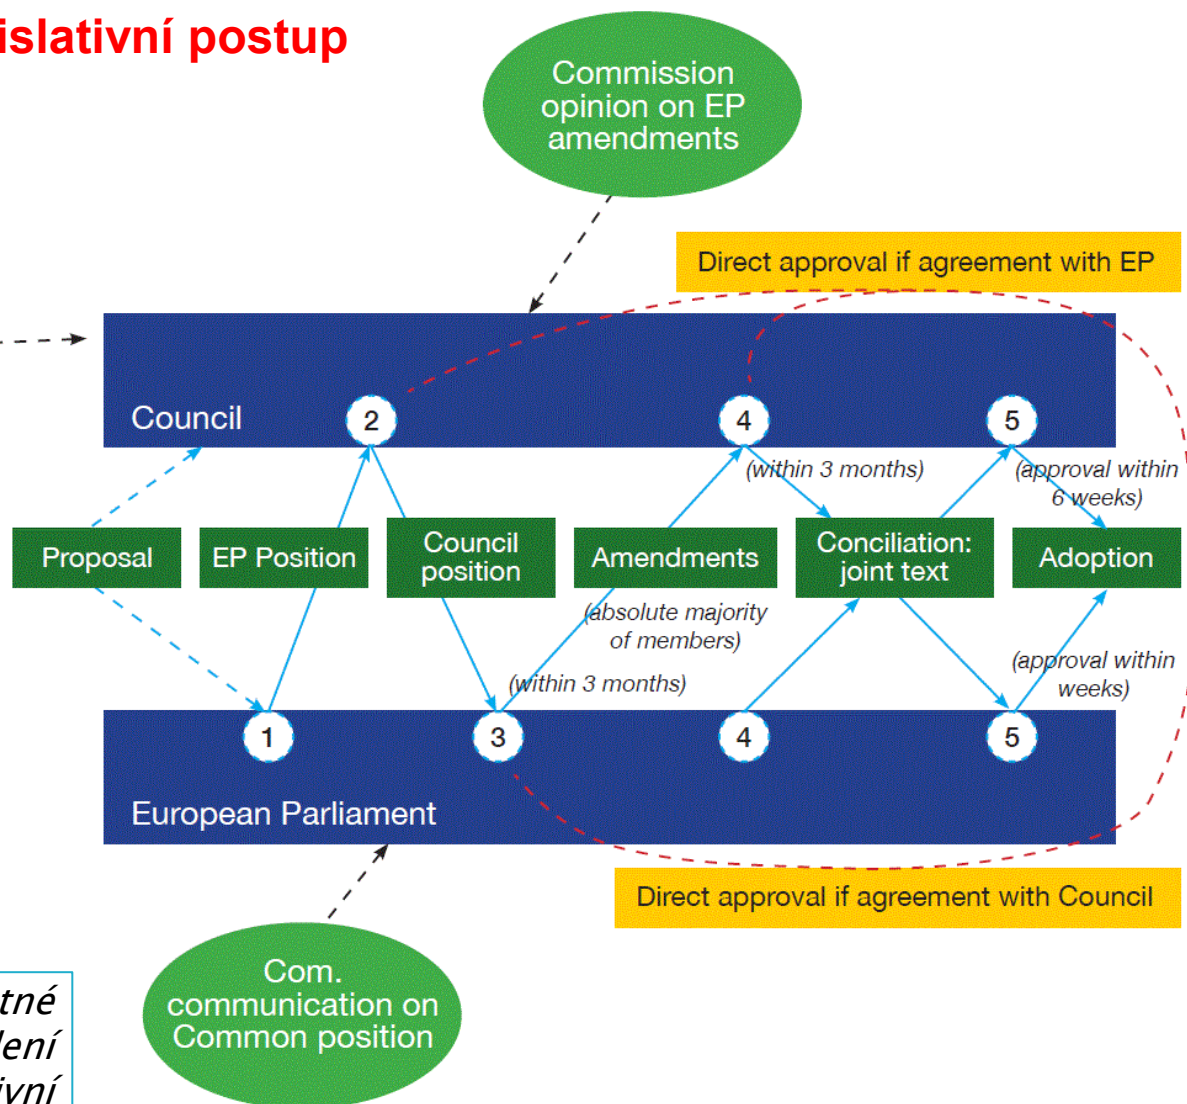 islativní postup
Commission
opinion on EP
amendments
Direct approval if agreement with EP
Council
2
4
5
(within 3 months)
(approval within
6 weeks)
Proposal
EP Position
Council
position
Amendments
Conciliation:
joint text
Adoption
(absolute majority
of members)
(within 3 months)
(approval within
weeks)
1
3
4
5
European Parliament
Direct approval if agreement with Council
Com.
communication on
Common position
tné
lení
ivní